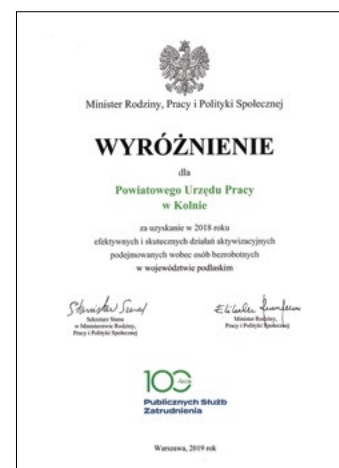 Minister Rodziny, Pracy i Polityki Społecznej
WYRÓŻNIENIE
dla
Powiatowego Urzędu Pracy
w Kolnie
za uzyskanie w 2018 roku
efektywnych i skutecznych działań aktywizacyjnych
podejmowanych wobec osób bezrobotnych
w województwie podlaskim
Sekretarz Stanu
w Ministerstwie Rodziny,
Pracy i Polityki Społecznej
Minister Rodziny,
Pracy i Polityki Społecznej
100-lecie
Publicznych Służb
Zatrudnienia
Warszawa, 2019 rok